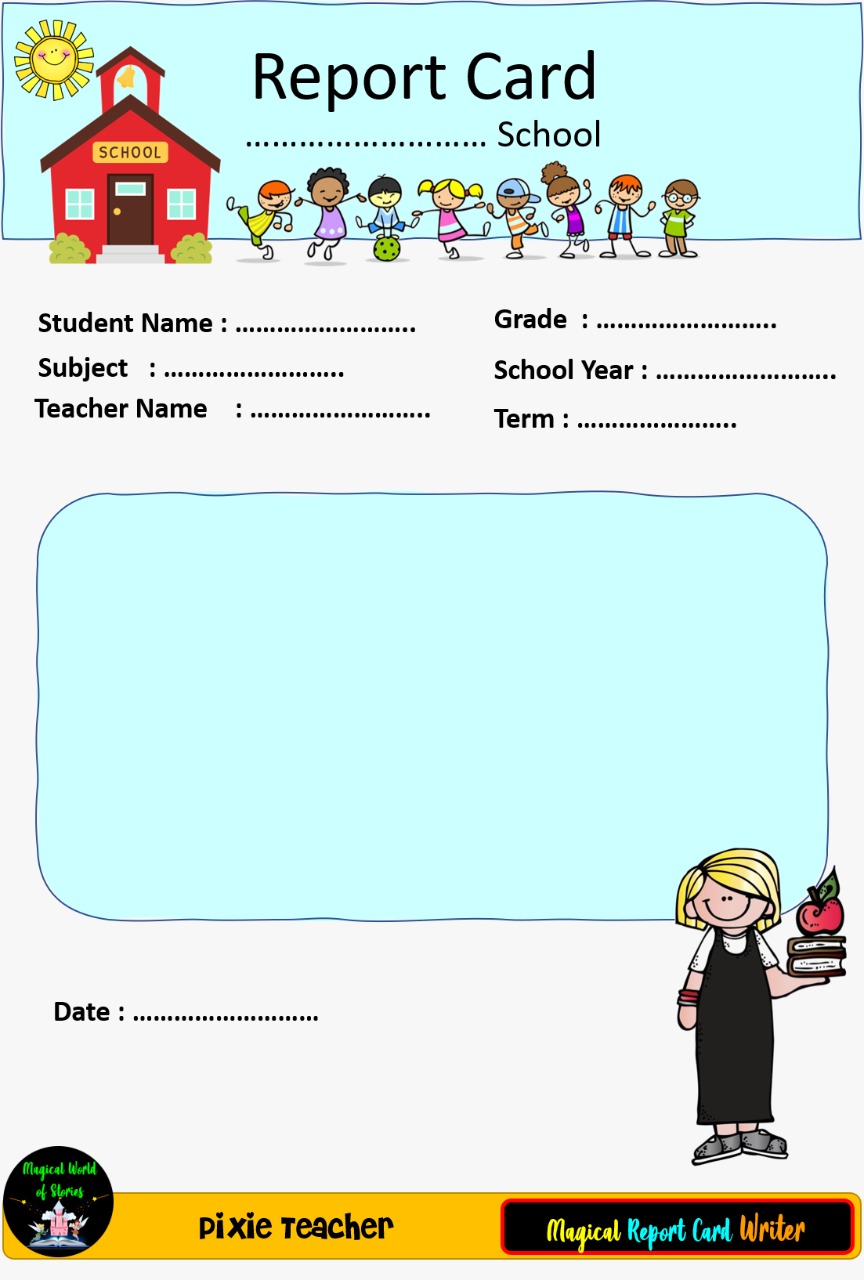 Report Card
........................... School
SCHOOL
Student Name : ..........................
Grade : ..........................
Subject : ..........................
School Year : ..........................
Teacher Name : ..........................
Term : .......................
Date : ...........................
Magical World
of Stories
Pixie Teacher
Magical Report Card Writer